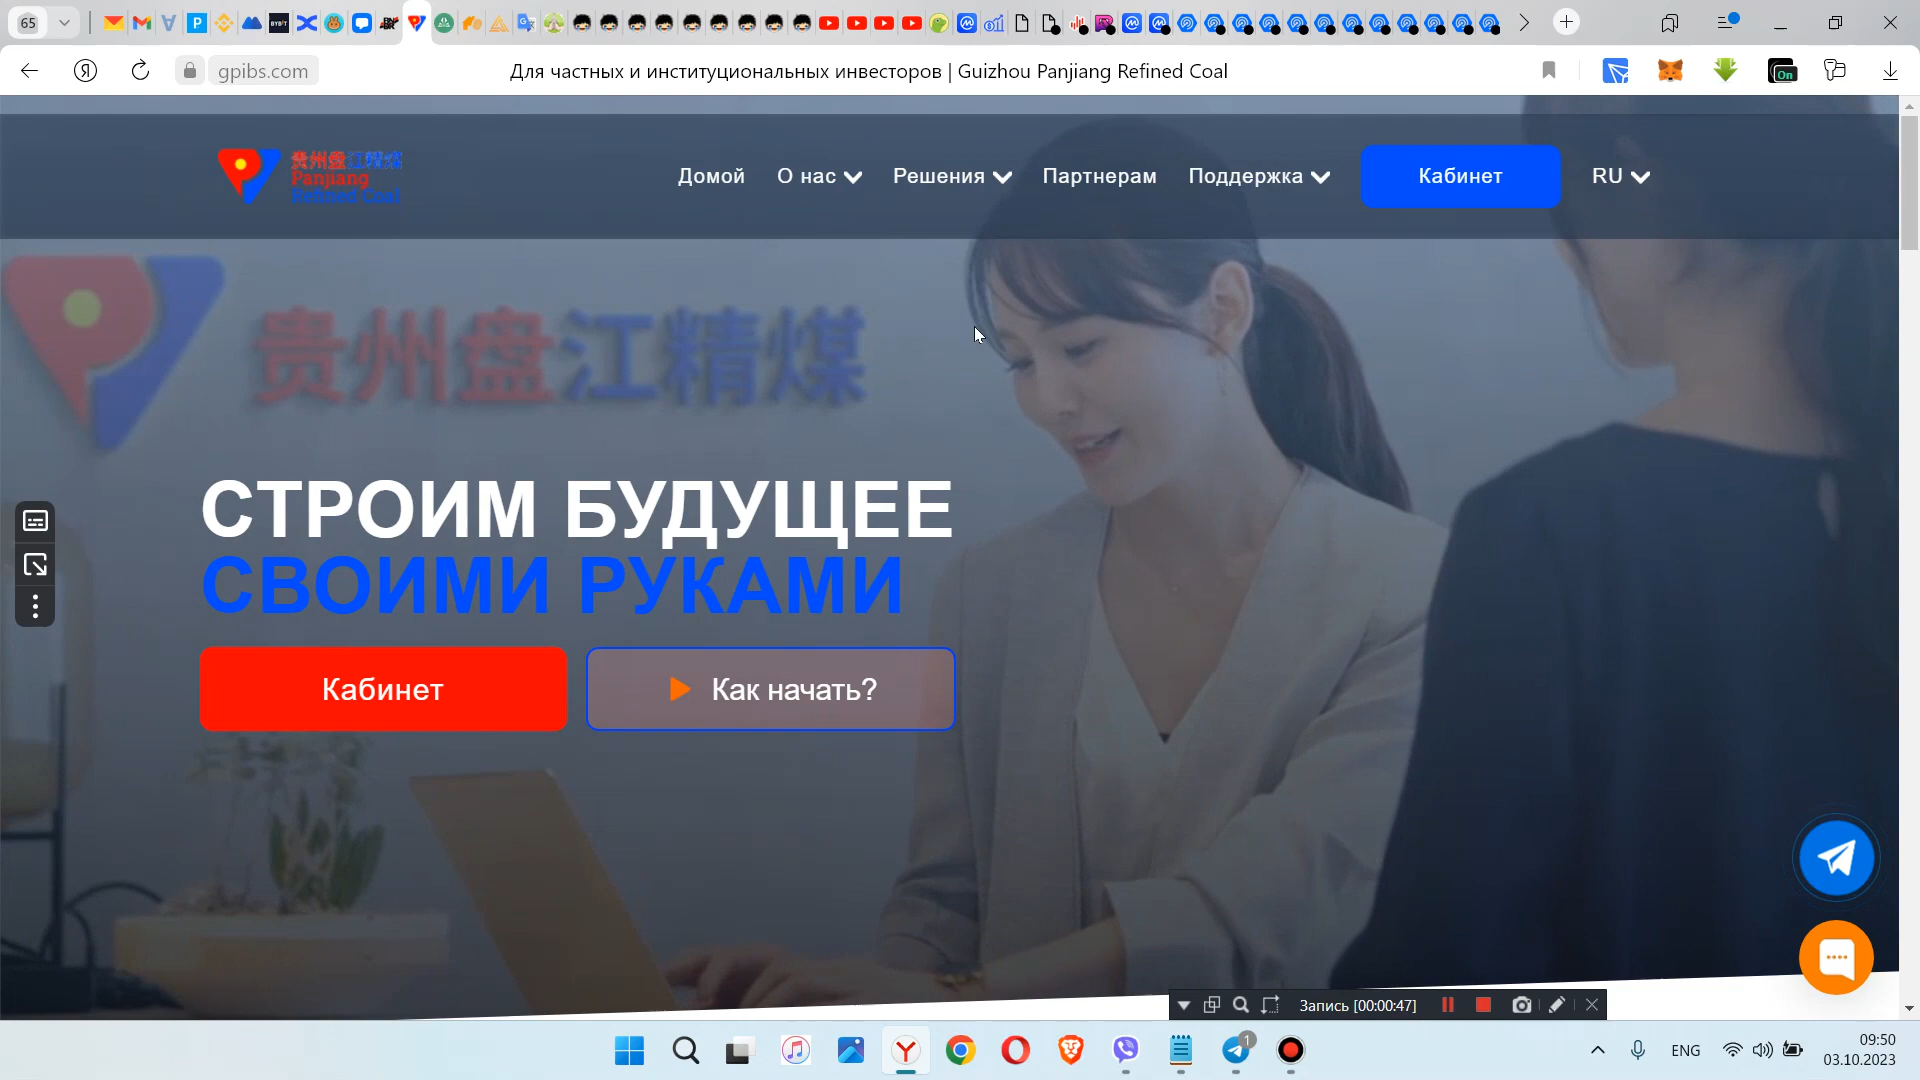 65
gpibs.com
Для частных и институциональных инвесторов | Guizhou Panjiang Refined Coal
On
贵州盘江精煤
Panjiang
Refined Coal
Домой
О нас
Решения
Партнерам
Поддержка
Кабинет
RU
贵州盘江精煤
СТРОИМ БУДУЩЕЕ
СВОИМИ РУКАМИ
Кабинет
Как начать?
Запись [00:00:47]
1
ENG
09:50
03.10.2023